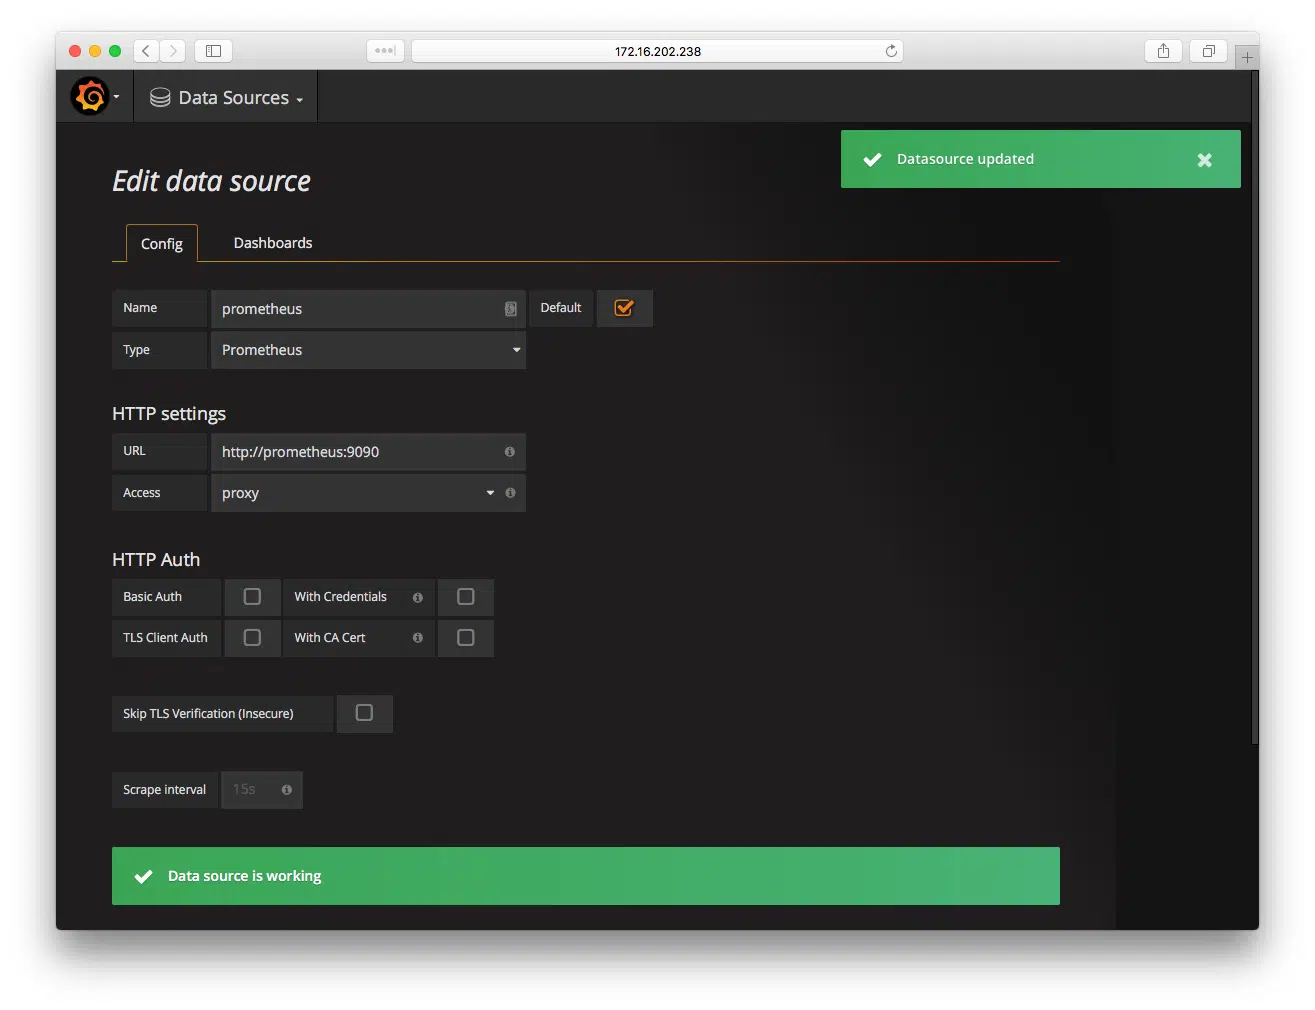 172.16.202.238
Data Sources
Datasource updated
Edit data source
Config Dashboards
Name prometheus Default
Type Prometheus
HTTP settings
URL http://prometheus:9090
Access proxy
HTTP Auth
Basic Auth With Credentials
TLS Client Auth With CA Cert
Skip TLS Verification (Insecure)
Scrape interval 15s
Data source is working